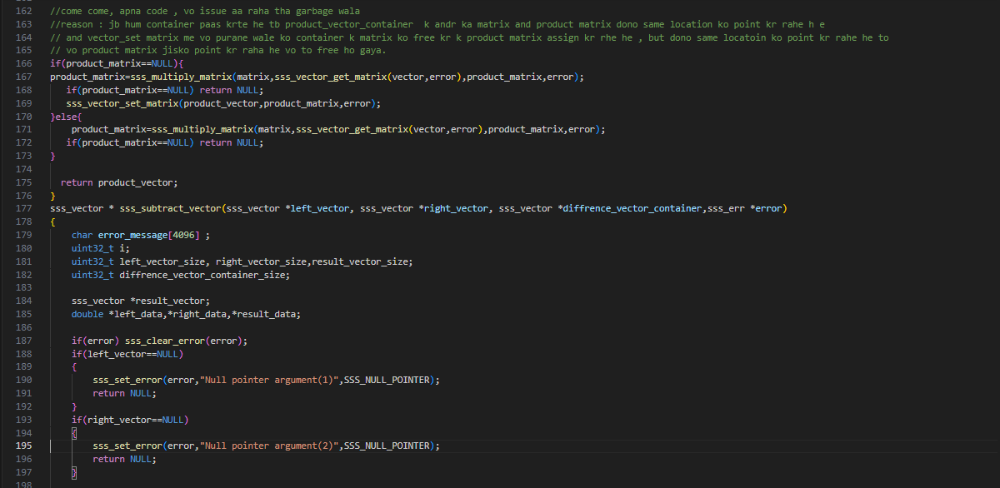 162 //come come, apna code , vo issue aa raha tha garbage wala
163 //reason : jb hum container paas krte he tb product_vector_container  k andr ka matrix and product matrix dono same location ko point kr rahe h e
164 // and vector_set matrix me vo purane wale ko container k matrix ko free kr k product matrix assign kr rhe he , but dono same locatoin ko point kr rahe he to
165 // vo product matrix jisko point kr raha he vo to free ho gaya.
166 if(product_matrix==NULL){
167 product_matrix=sss_multiply_matrix(matrix,sss_vector_get_matrix(vector,error),product_matrix,error);
168 if(product_matrix==NULL) return NULL;
169 sss_vector_set_matrix(product_vector,product_matrix,error);
170 }else{
171 product_matrix=sss_multiply_matrix(matrix,sss_vector_get_matrix(vector,error),product_matrix,error);
172 if(product_matrix==NULL) return NULL;
173 }
174
175 return product_vector;
176 }
177 sss_vector * sss_subtract_vector(sss_vector *left_vector, sss_vector *right_vector, sss_vector *diffrence_vector_container,sss_err *error)
178 {
179 char error_message[4096] ;
180 uint32_t i;
181 uint32_t left_vector_size, right_vector_size,result_vector_size;
182 uint32_t diffrence_vector_container_size;
183
184 sss_vector *result_vector;
185 double *left_data,*right_data,*result_data;
186
187 if(error) sss_clear_error(error);
188 if(left_vector==NULL)
189 {
190 sss_set_error(error,"Null pointer argument(1)",SSS_NULL_POINTER);
191 return NULL;
192 }
193 if(right_vector==NULL)
194 {
195 sss_set_error(error,"Null pointer argument(2)",SSS_NULL_POINTER);
196 return NULL;
197 }
198